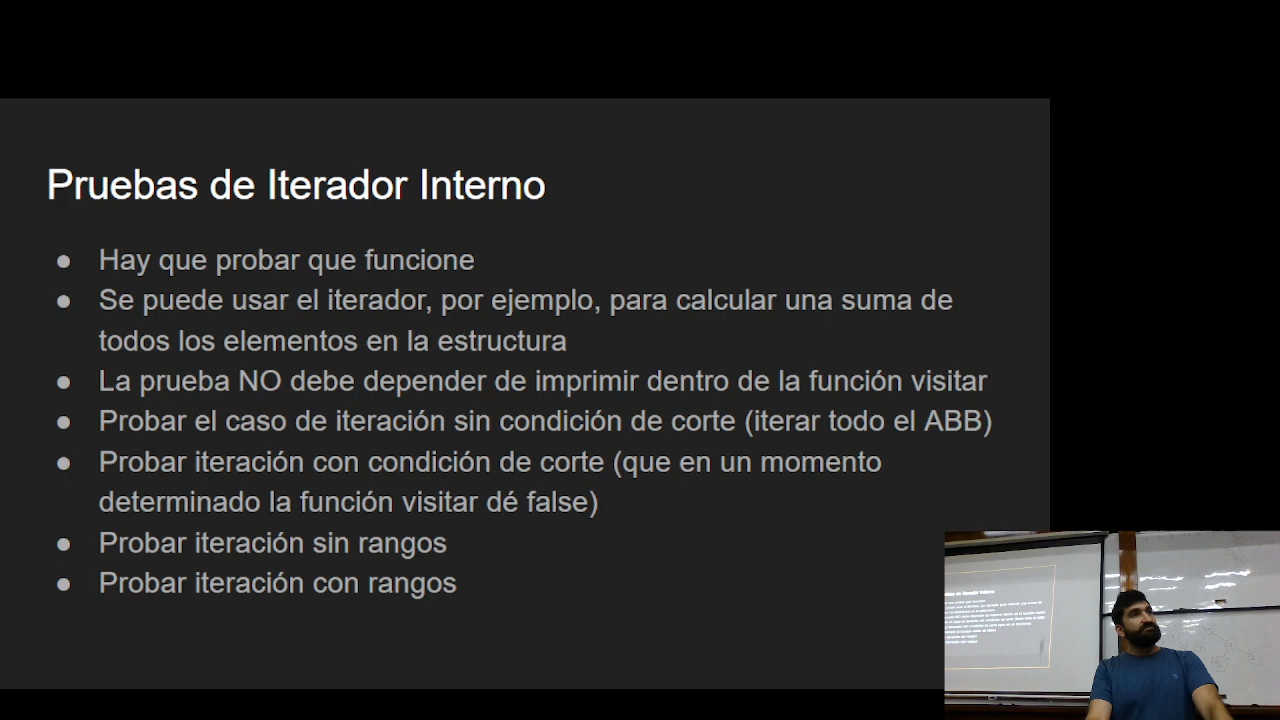 Pruebas de Iterador Interno
● Hay que probar que funcione
● Se puede usar el iterador, por ejemplo, para calcular una suma de
todos los elementos en la estructura
● La prueba NO debe depender de imprimir dentro de la función visitar
● Probar el caso de iteración sin condición de corte (iterar todo el ABB)
● Probar iteración con condición de corte (que en un momento
determinado la función visitar dé false)
● Probar iteración sin rangos
● Probar iteración con rangos
Pruebas de Iterador Interno